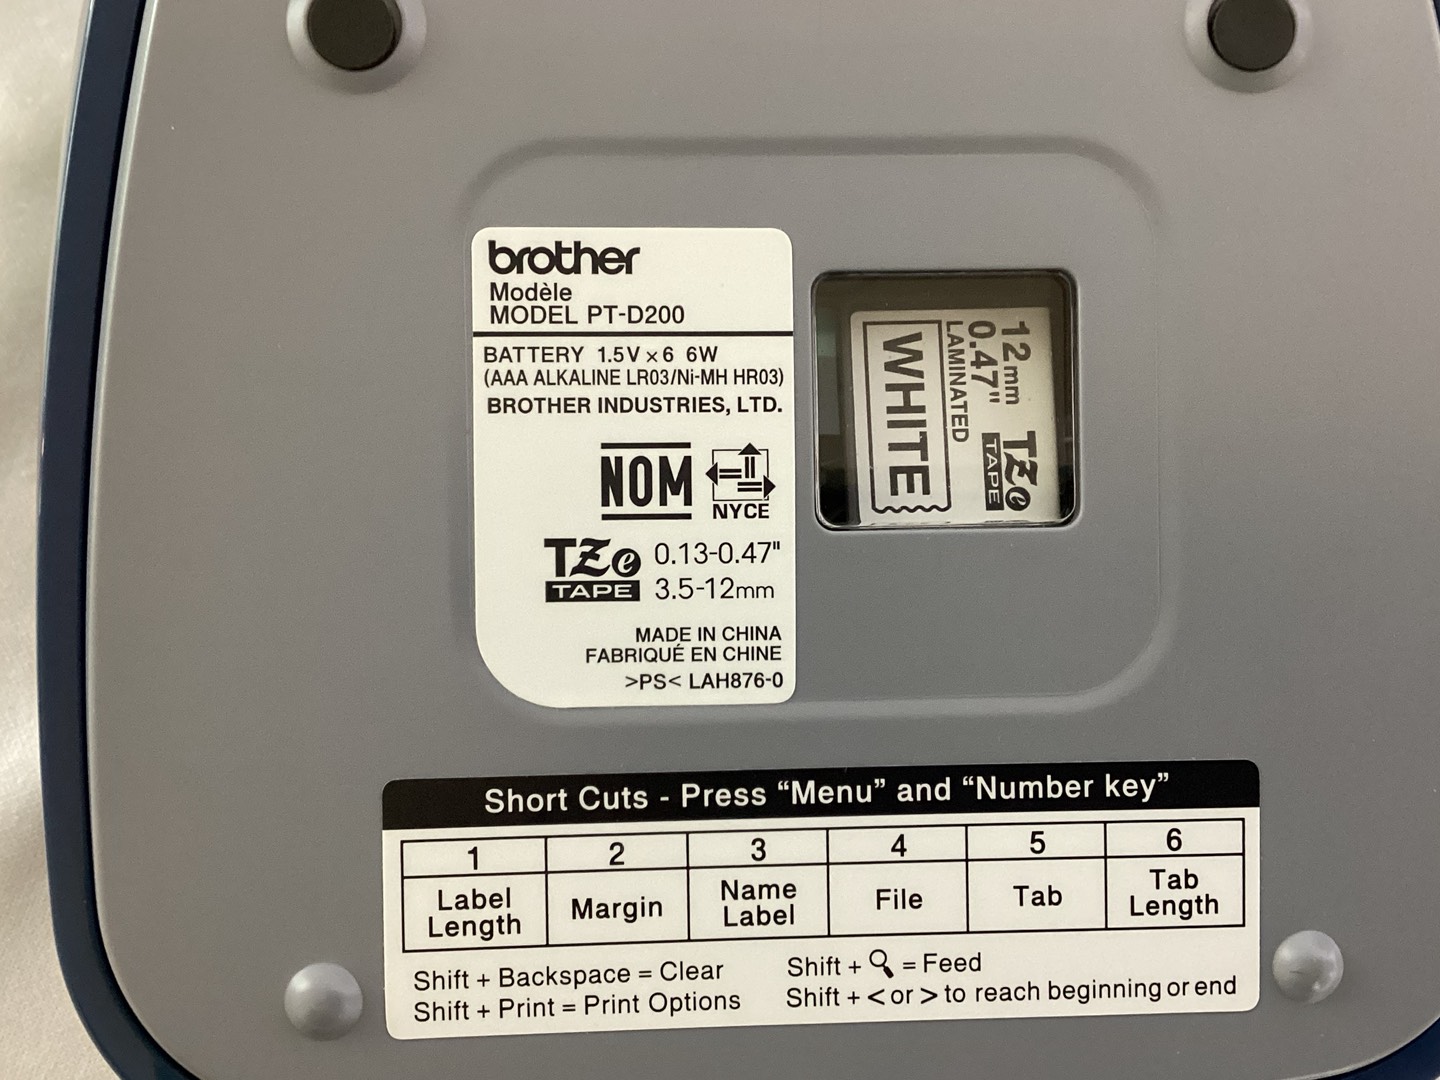 brother
Modèle
MODEL PT-D200
BATTERY 1.5V×6 6W
(AAA ALKALINE LR03/Ni-MH HR03)
BROTHER INDUSTRIES, LTD.
NOM
NYCE
TZe 0.13-0.47"
TAPE 3.5-12mm
MADE IN CHINA
FABRIQUÉ EN CHINE
>PS< LAH876-0
12mm TZe
0.47" TAPE
LAMINATED
WHITE
Short Cuts - Press “Menu” and “Number key”
1 2 3 4 5 6
Label Length Margin Name Label File Tab Tab Length
Shift + Backspace = Clear
Shift + Print = Print Options
Shift + 🔍 = Feed
Shift + < or > to reach beginning or end